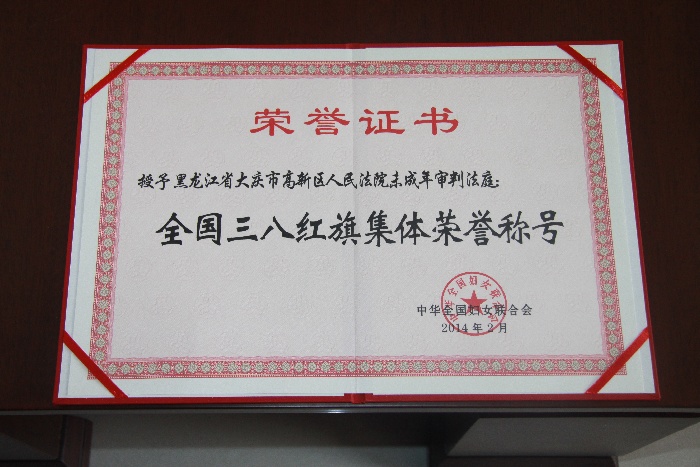 荣誉证书
授予黑龙江省大庆市高新区人民法院未成年审判法庭:
全国三八红旗集体荣誉称号
中华全国妇女联合会
2014年2月